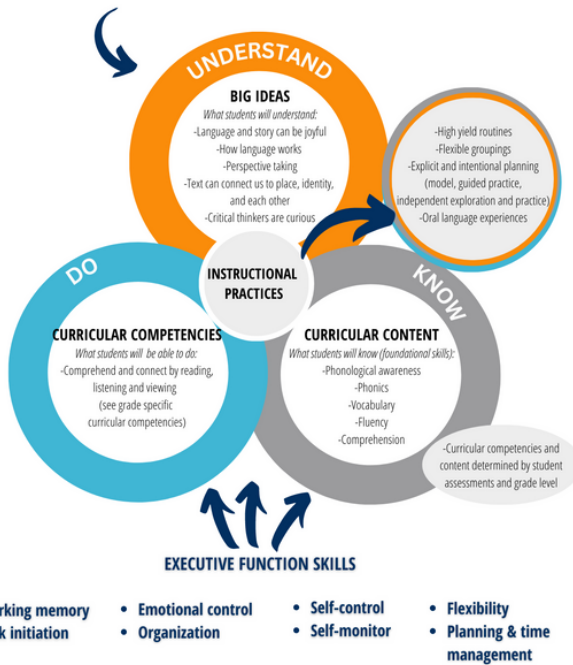 UNDERSTAND
BIG IDEAS
What students will understand:
-Language and story can be joyful
-How language works
-Perspective taking
-Text can connect us to place, identity,
and each other
-Critical thinkers are curious
-High yield routines
-Flexible groupings
-Explicit and intentional planning
(model, guided practice,
independent exploration and practice)
-Oral language experiences
INSTRUCTIONAL
PRACTICES
DO
CURRICULAR COMPETENCIES
What students will be able to do:
-Comprehend and connect by reading,
listening and viewing
(see grade specific
curricular competencies)
KNOW
CURRICULAR CONTENT
What students will know (foundational skills):
-Phonological awareness
-Phonics
-Vocabulary
-Fluency
-Comprehension
-Curricular competencies and
content determined by student
assessments and grade level
EXECUTIVE FUNCTION SKILLS
rking memory
k initiation
• Emotional control
• Organization
• Self-control
• Self-monitor
• Flexibility
• Planning & time
management